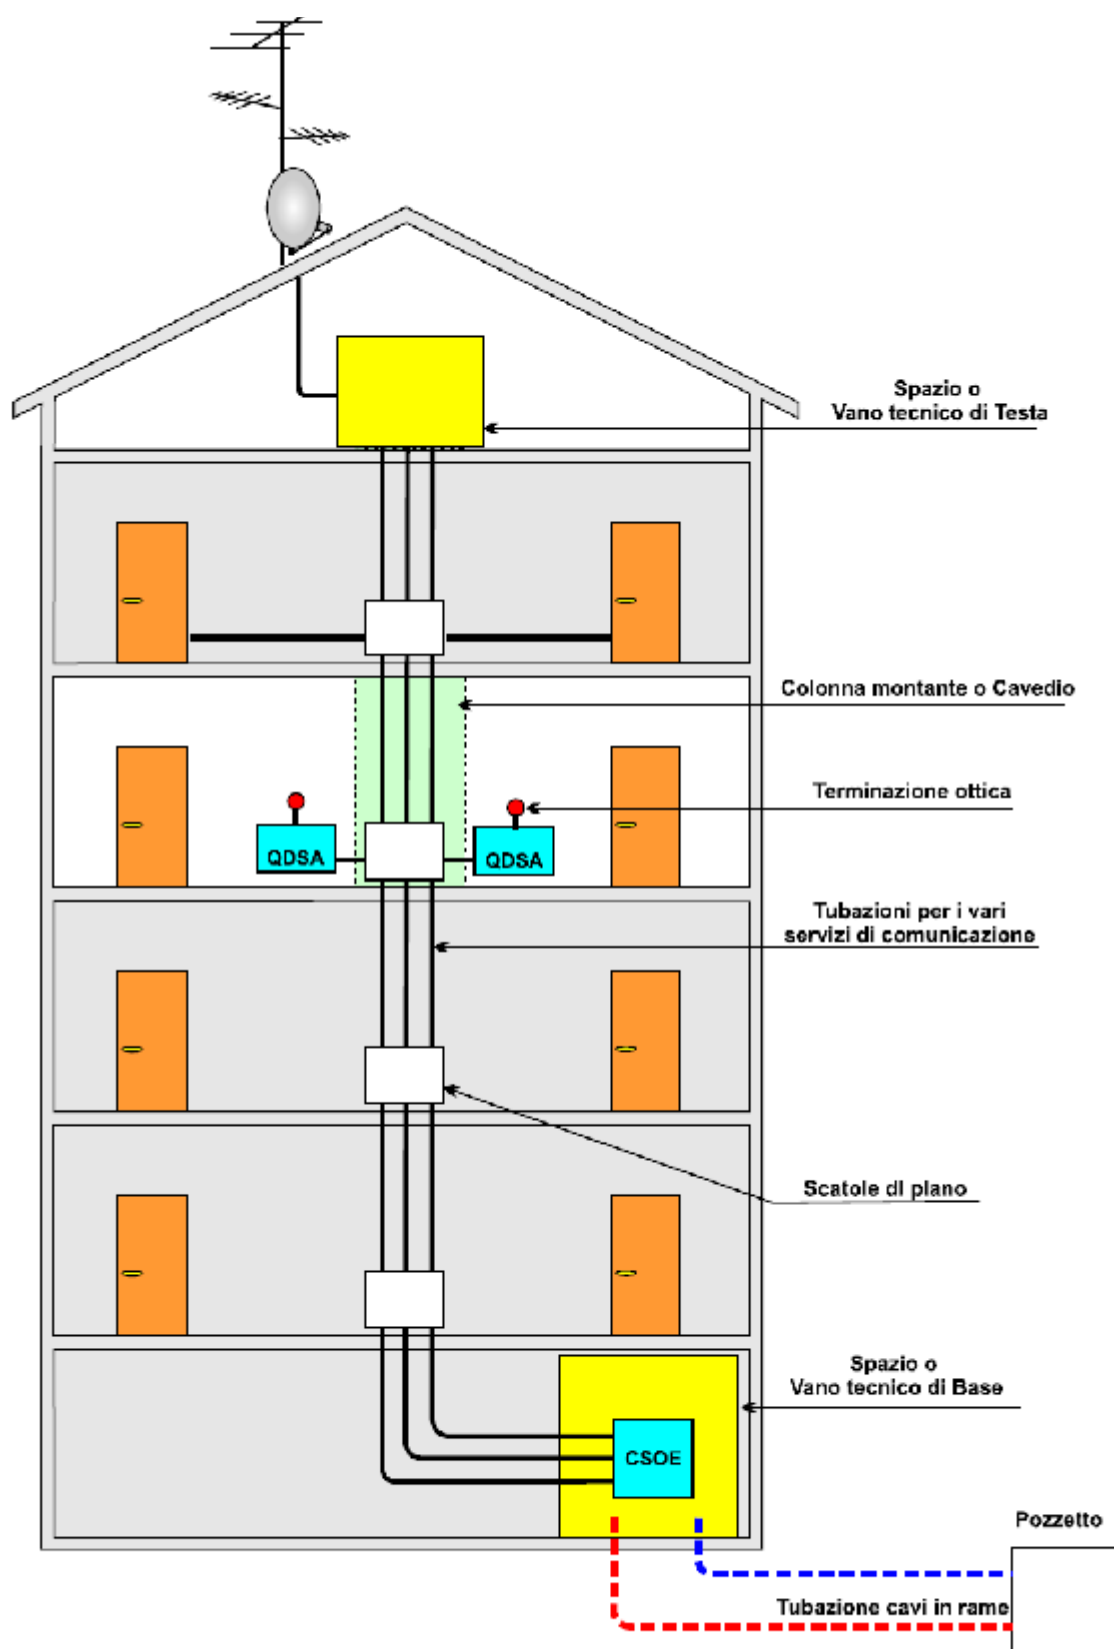 Spazio o
Vano tecnico di Testa
Colonna montante o Cavedio
Terminazione ottica
QDSA
QDSA
Tubazioni per i vari
servizi di comunicazione
Scatole di piano
Spazio o
Vano tecnico di Base
CSOE
Pozzetto
Tubazione cavi in rame